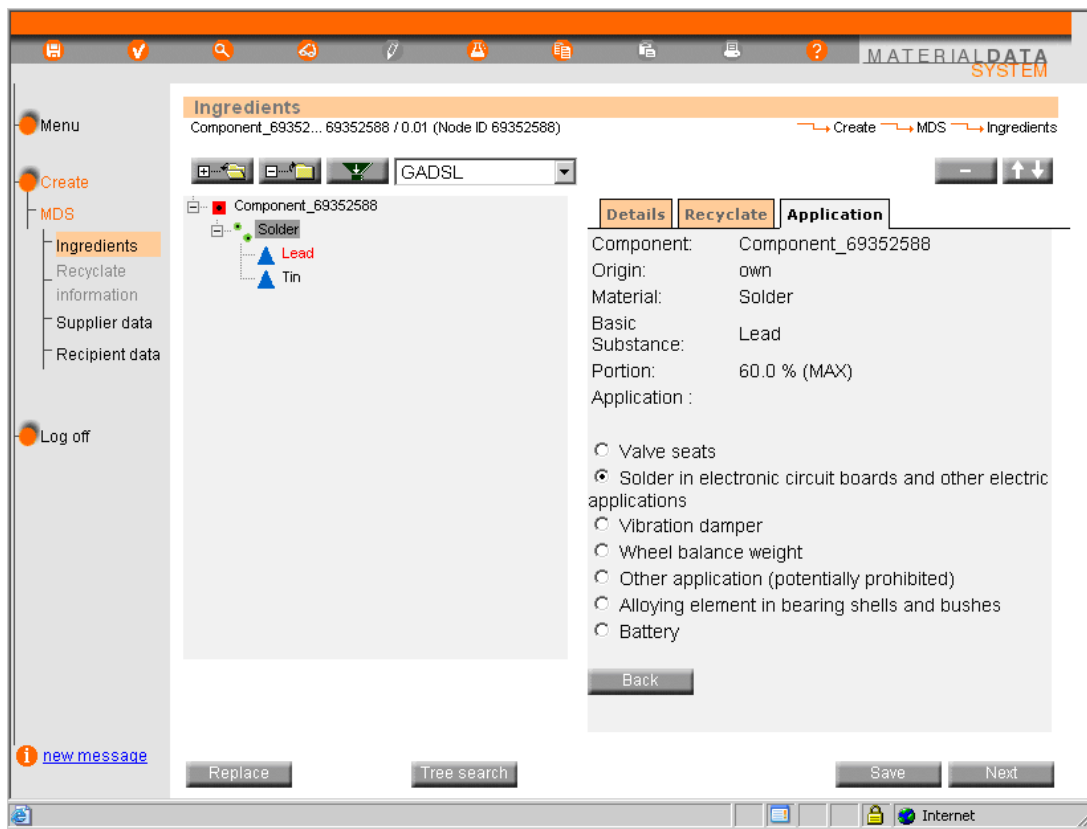 MATERIALDATA
SYSTEM
Menu
Create
MDS
Ingredients
Recyclate
information
Supplier data
Recipient data
Log off
new message
Ingredients
Component_69352... 69352588 / 0.01 (Node ID 69352588)
Create MDS Ingredients
GADSL
Component_69352588
Solder
Lead
Tin
Details Recyclate Application
Component: Component_69352588
Origin: own
Material: Solder
Basic
Substance: Lead
Portion: 60.0 % (MAX)
Application :
Valve seats
Solder in electronic circuit boards and other electric
applications
Vibration damper
Wheel balance weight
Other application (potentially prohibited)
Alloying element in bearing shells and bushes
Battery
Back
Replace Tree search Save Next
Internet